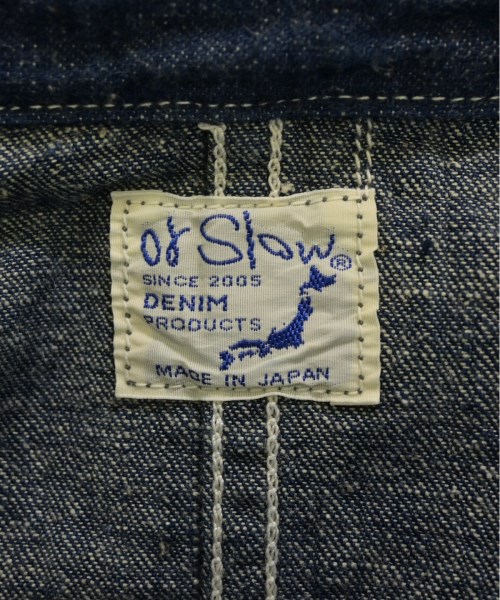 or Slow®
SINCE 2005
DENIM
PRODUCTS
MADE IN JAPAN